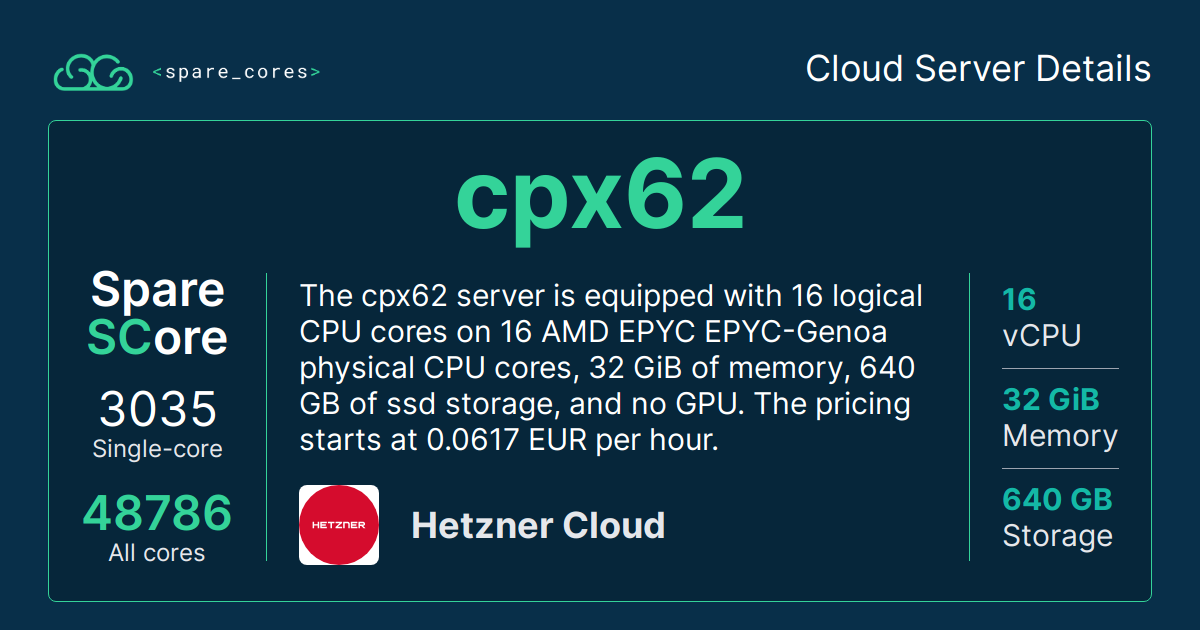 <spare_cores>
Cloud Server Details
cpx62
Spare
SCore
3035
Single-core
48786
All cores
The cpx62 server is equipped with 16 logical
CPU cores on 16 AMD EPYC EPYC-Genoa
physical CPU cores, 32 GiB of memory, 640
GB of ssd storage, and no GPU. The pricing
starts at 0.0617 EUR per hour.
HETZNER
Hetzner Cloud
16
vCPU
32 GiB
Memory
640 GB
Storage